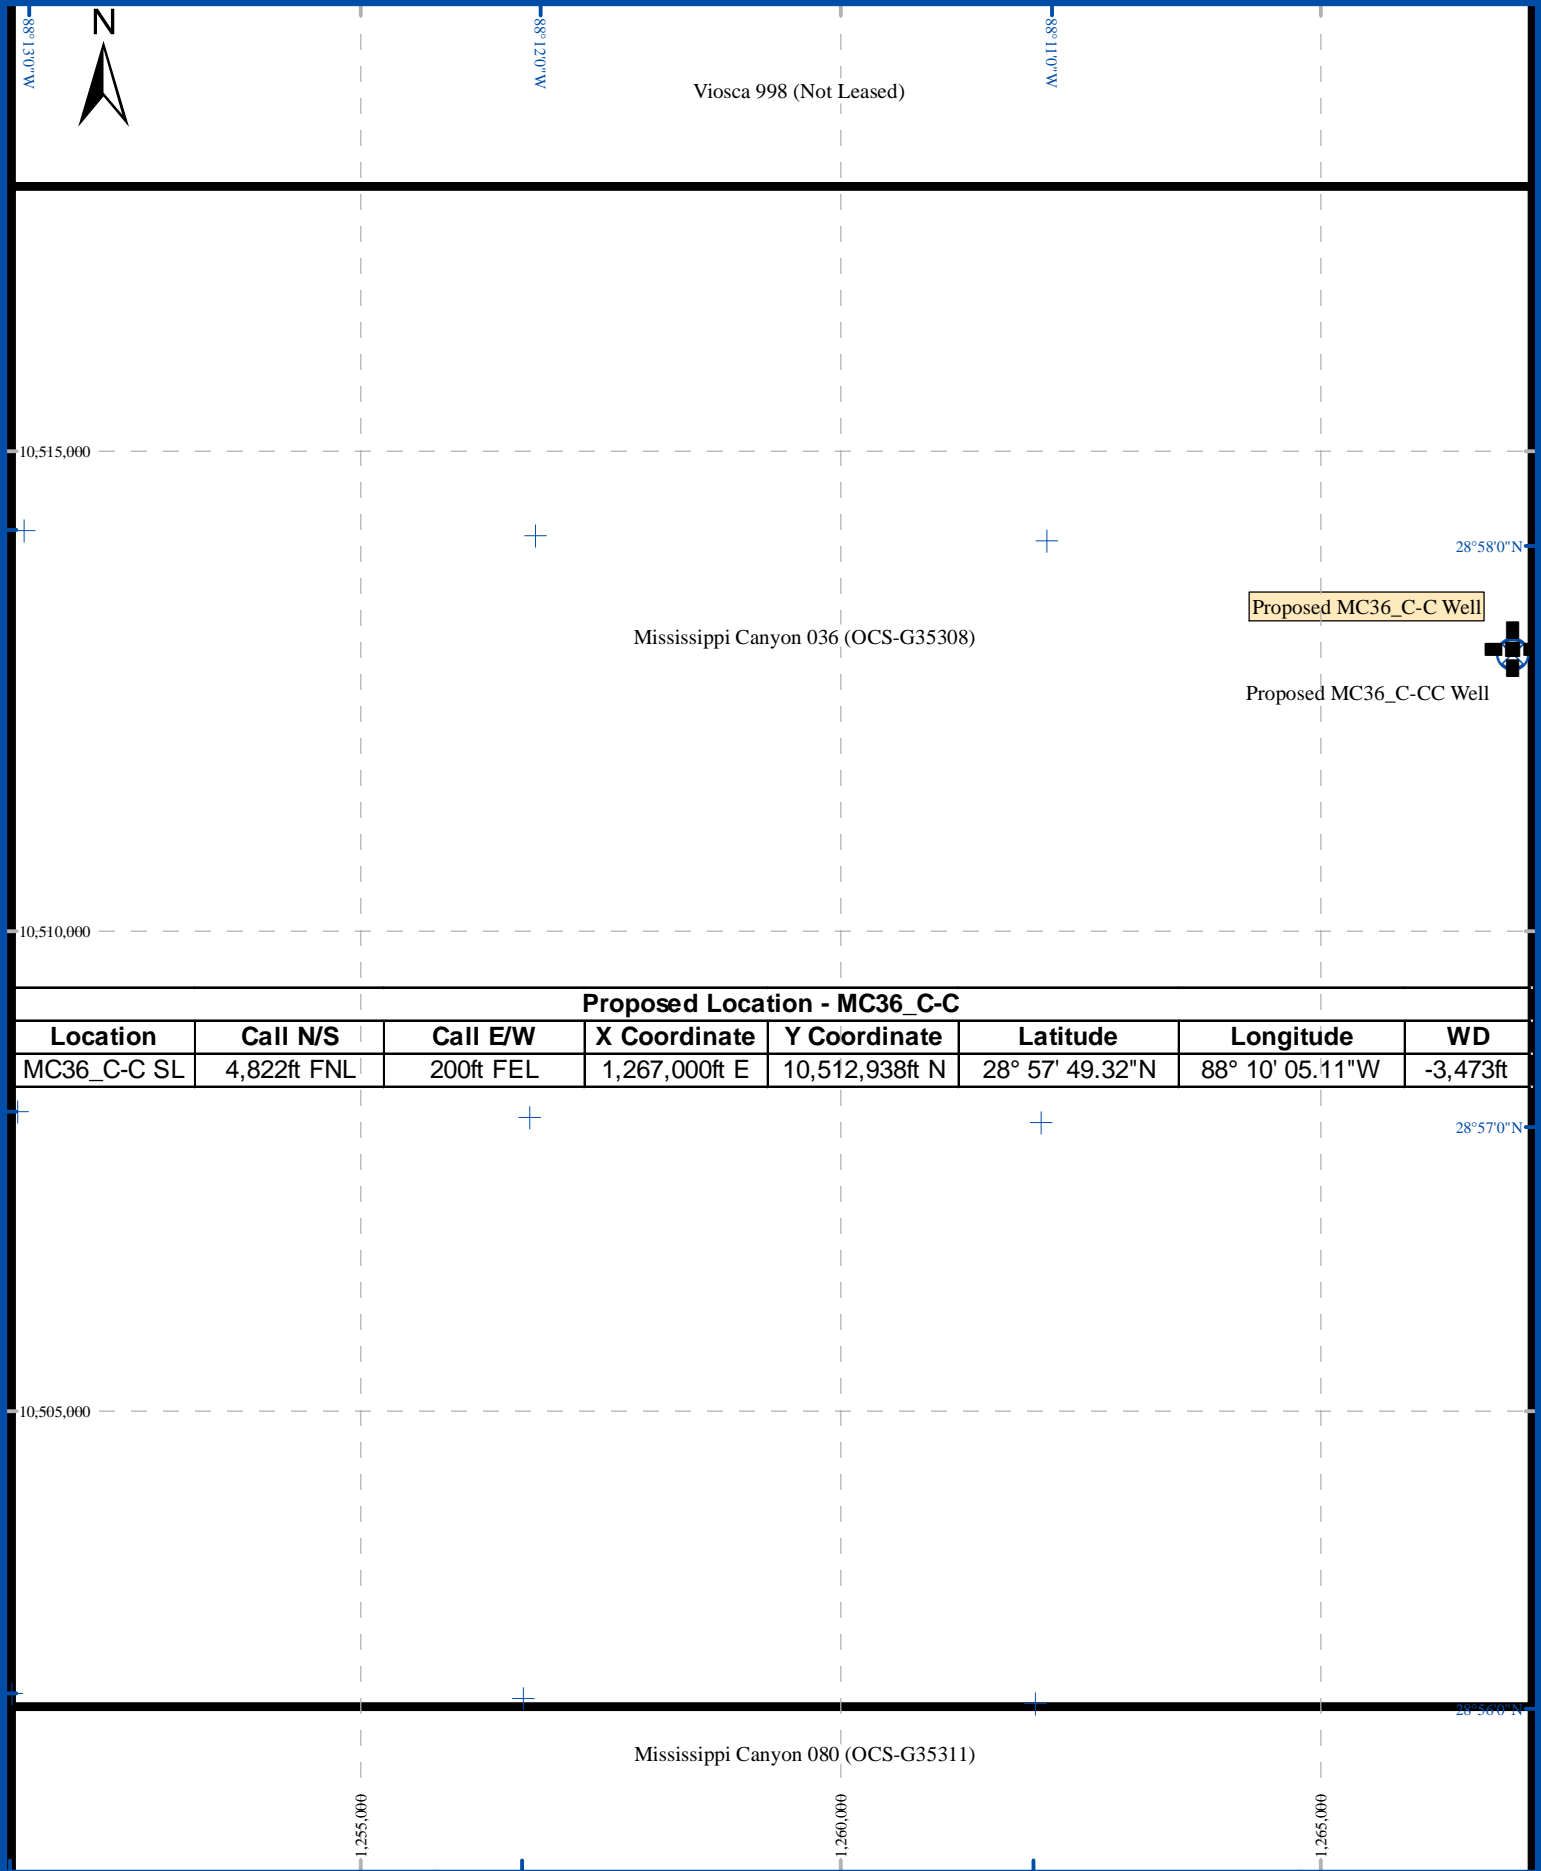 N
88°13'0"W
88°12'0"W
88°11'0"W
Viosca 998 (Not Leased)
10,515,000
28°58'0"N
Proposed MC36_C-C Well
Mississippi Canyon 036 (OCS-G35308)
Proposed MC36_C-CC Well
10,510,000
Proposed Location - MC36_C-C
Location Call N/S Call E/W X Coordinate Y Coordinate Latitude Longitude WD
MC36_C-C SL 4,822ft FNL 200ft FEL 1,267,000ft E 10,512,938ft N 28° 57' 49.32"N 88° 10' 05.11"W -3,473ft
28°57'0"N
10,505,000
28°56'0"N
Mississippi Canyon 080 (OCS-G35311)
1,255,000
1,260,000
1,265,000